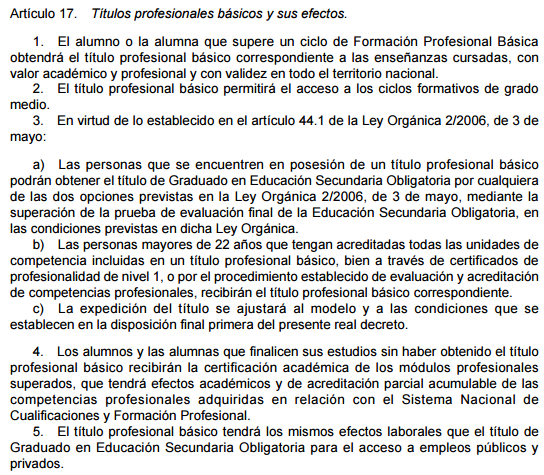 Artículo 17. Títulos profesionales básicos y sus efectos.
1. El alumno o la alumna que supere un ciclo de Formación Profesional Básica
obtendrá el título profesional básico correspondiente a las enseñanzas cursadas, con
valor académico y profesional y con validez en todo el territorio nacional.
2. El título profesional básico permitirá el acceso a los ciclos formativos de grado
medio.
3. En virtud de lo establecido en el artículo 44.1 de la Ley Orgánica 2/2006, de 3 de
mayo:
a) Las personas que se encuentren en posesión de un título profesional básico
podrán obtener el título de Graduado en Educación Secundaria Obligatoria por cualquiera
de las dos opciones previstas en la Ley Orgánica 2/2006, de 3 de mayo, mediante la
superación de la prueba de evaluación final de la Educación Secundaria Obligatoria, en
las condiciones previstas en dicha Ley Orgánica.
b) Las personas mayores de 22 años que tengan acreditadas todas las unidades de
competencia incluidas en un título profesional básico, bien a través de certificados de
profesionalidad de nivel 1, o por el procedimiento establecido de evaluación y acreditación
de competencias profesionales, recibirán el título profesional básico correspondiente.
c) La expedición del título se ajustará al modelo y a las condiciones que se
establecen en la disposición final primera del presente real decreto.
4. Los alumnos y las alumnas que finalicen sus estudios sin haber obtenido el título
profesional básico recibirán la certificación académica de los módulos profesionales
superados, que tendrá efectos académicos y de acreditación parcial acumulable de las
competencias profesionales adquiridas en relación con el Sistema Nacional de
Cualificaciones y Formación Profesional.
5. El título profesional básico tendrá los mismos efectos laborales que el título de
Graduado en Educación Secundaria Obligatoria para el acceso a empleos públicos y
privados.